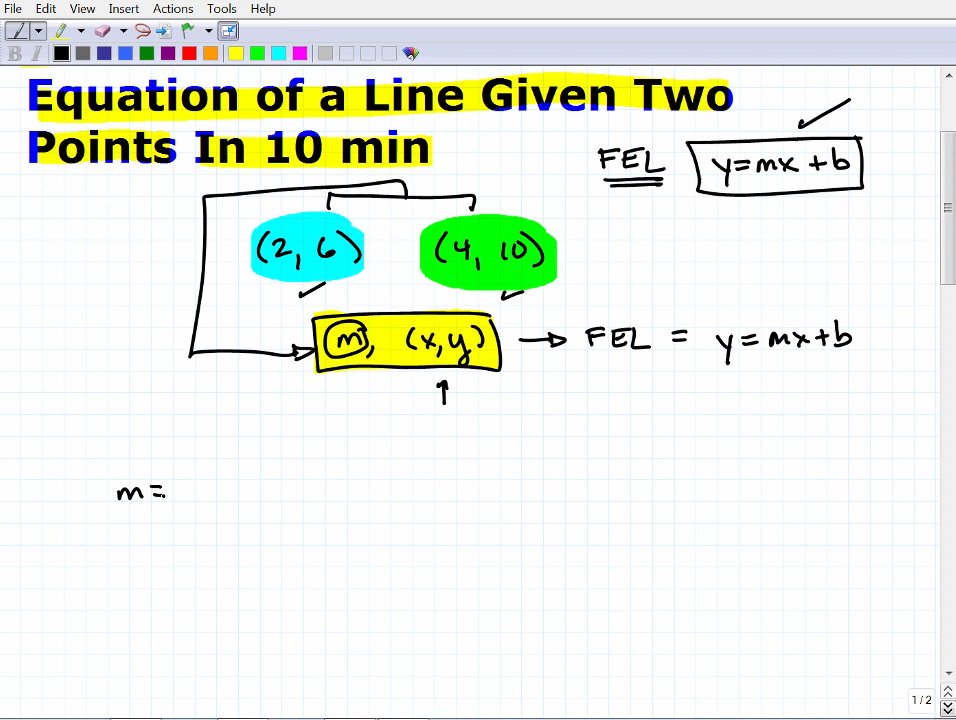 File Edit View Insert Actions Tools Help
B I
Equation of a Line Given Two
Points In 10 min
FEL y=mx+b
(2, 6) (4, 10)
m, (x,y) → FEL = y=mx+b
m=
1/2